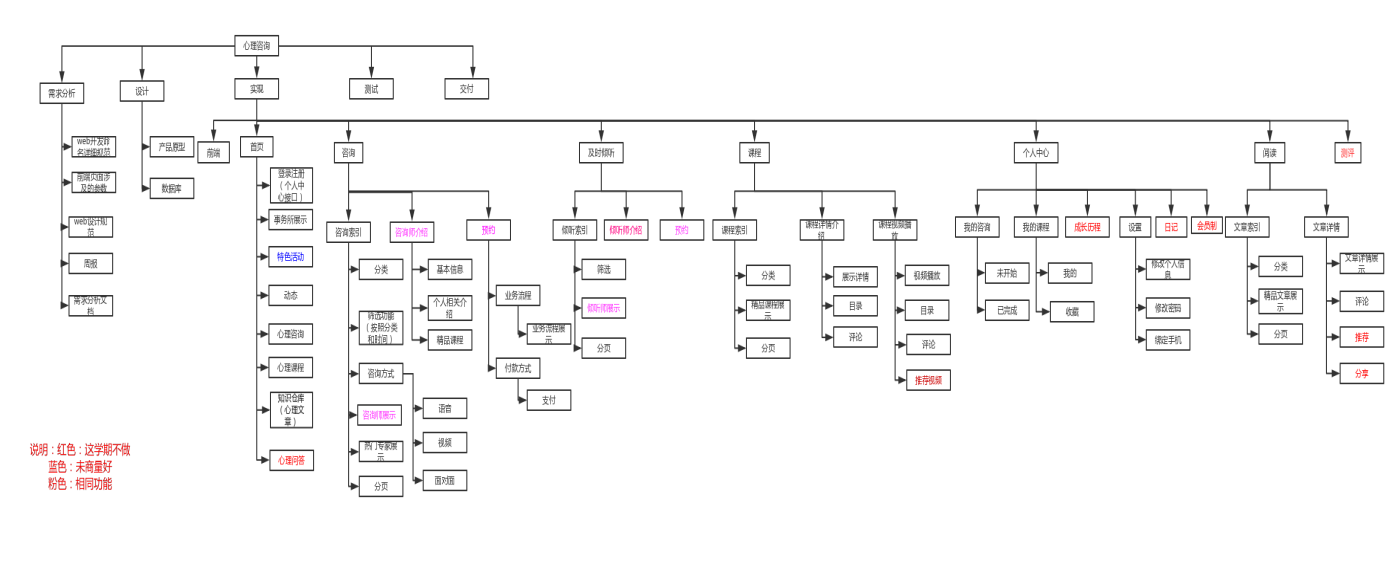 心理咨询
需求分析
设计
实现
测试
交付
web开发命
名详细规范
前端页面涉
及的参数
web设计规
范
周报
需求分析文
档
产品原型
数据库
前端
首页
咨询
及时倾听
课程
个人中心
阅读
测评
登录注册
（个人中
心接口）
事务所展示
特色活动
动态
心理咨询
心理课程
知识仓库
（心理文
章）
心理问答
咨询索引
咨询师介绍
预约
分类
筛选功能
（按照分类
和时间）
咨询方式
咨询师展示
热门专家展
示
分页
语音
视频
面对面
基本信息
个人相关介
绍
精品课程
业务流程
业务流程展
示
付款方式
支付
倾听索引
倾听师介绍
预约
筛选
倾听师展示
分页
课程索引
课程详情介
绍
课程视频播
放
分类
精品课程展
示
分页
展示详情
目录
评论
视频播放
目录
评论
推荐视频
我的咨询
我的课程
成长历程
设置
日记
会员制
未开始
已完成
我的
收藏
修改个人信
息
修改密码
绑定手机
文章索引
文章详情
分类
精品文章展
示
分页
文章详情展
示
评论
推荐
分享
说明：红色：这学期不做
蓝色：未商量好
粉色：相同功能